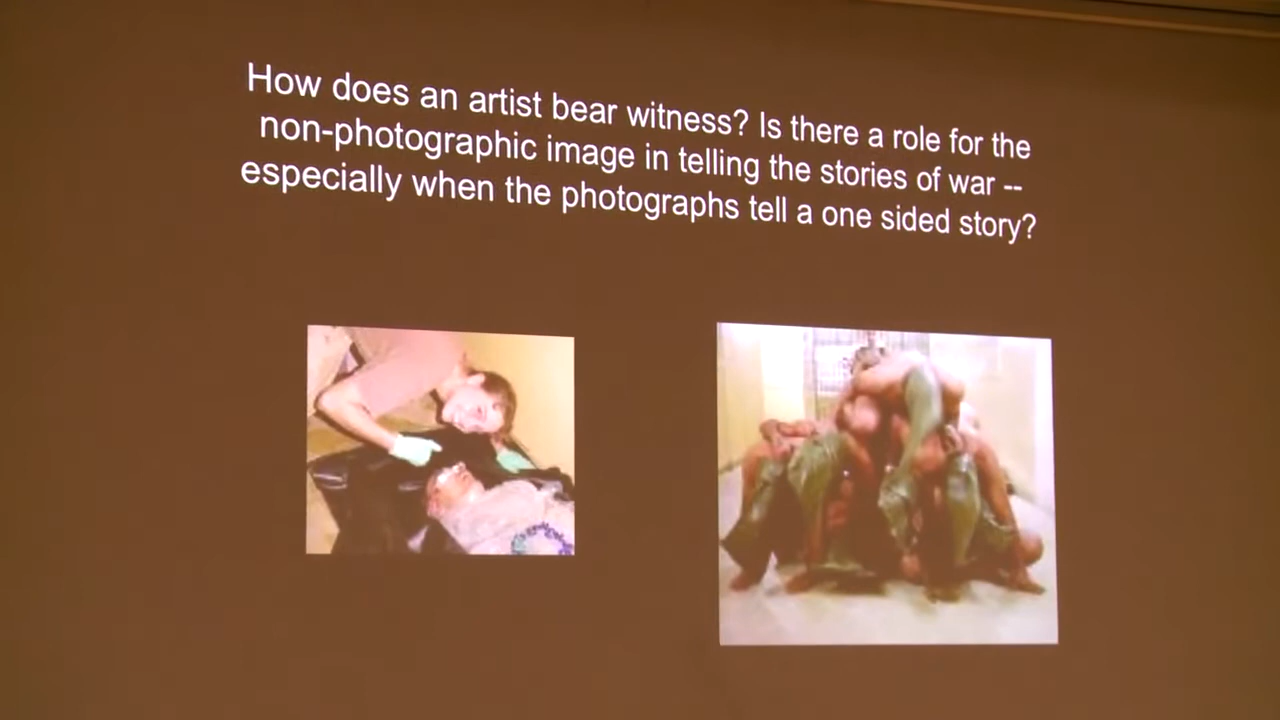 How does an artist bear witness? Is there a role for the
non-photographic image in telling the stories of war --
especially when the photographs tell a one sided story?